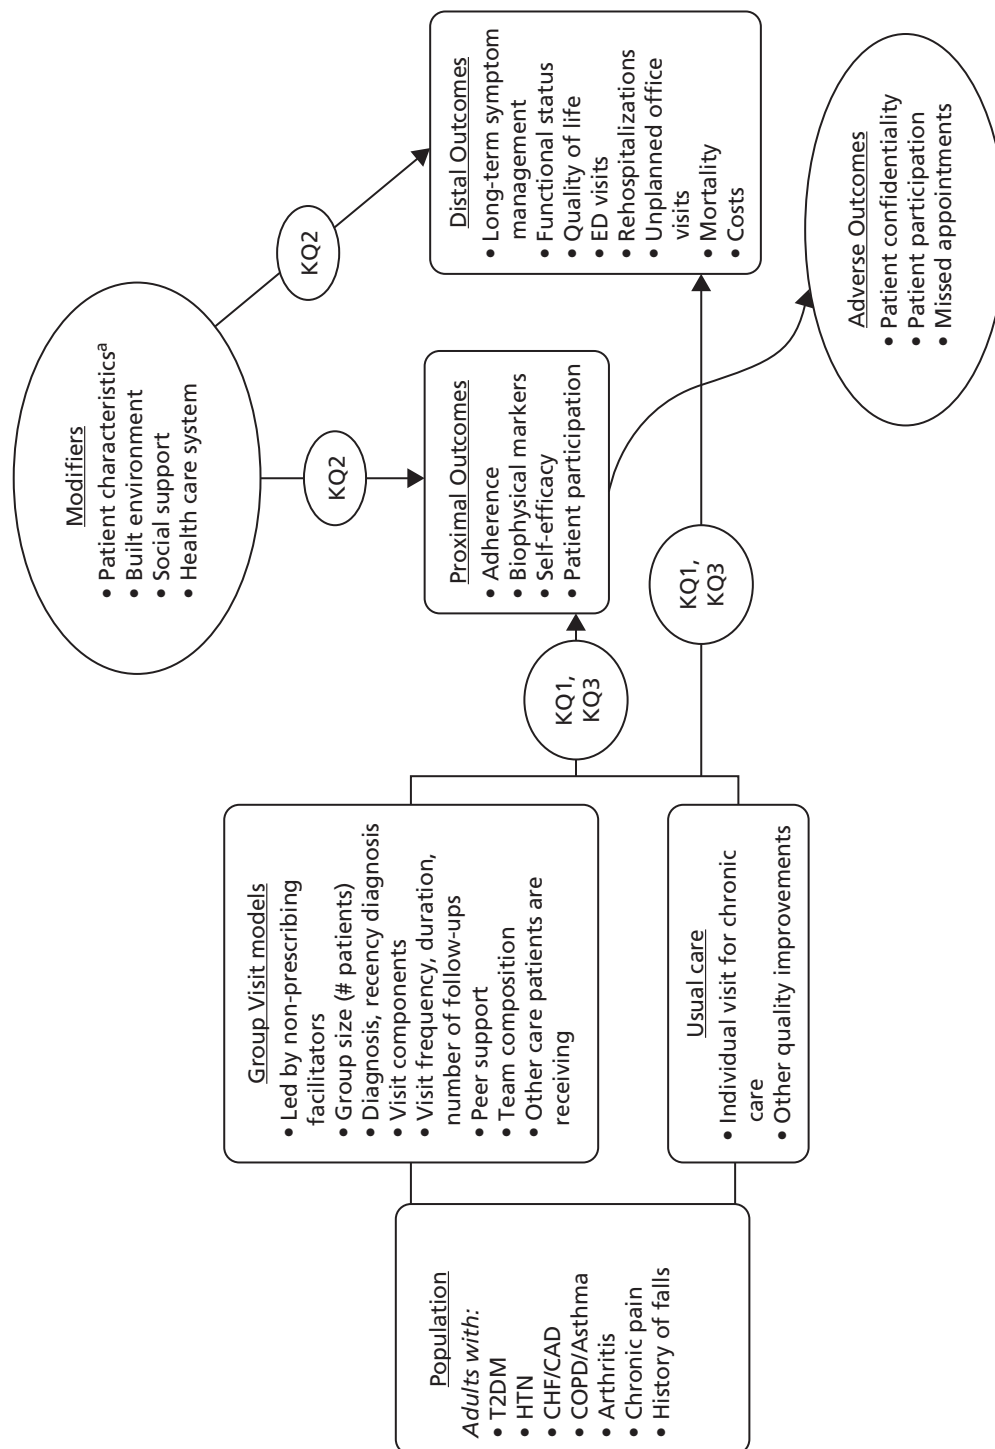 Population
Adults with:
• T2DM
• HTN
• CHF/CAD
• COPD/Asthma
• Arthritis
• Chronic pain
• History of falls
Group Visit models
• Led by non-prescribing
facilitators
• Group size (# patients)
• Diagnosis, recency diagnosis
• Visit components
• Visit frequency, duration,
number of follow-ups
• Peer support
• Team composition
• Other care patients are
receiving
Usual care
• Individual visit for chronic
care
• Other quality improvements
KQ1,
KQ3
KQ1,
KQ3
Modifiers
• Patient characteristicsᵃ
• Built environment
• Social support
• Health care system
KQ2
KQ2
Proximal Outcomes
• Adherence
• Biophysical markers
• Self-efficacy
• Patient participation
Distal Outcomes
• Long-term symptom
management
• Functional status
• Quality of life
• ED visits
• Rehospitalizations
• Unplanned office
visits
• Mortality
• Costs
Adverse Outcomes
• Patient confidentiality
• Patient participation
• Missed appointments